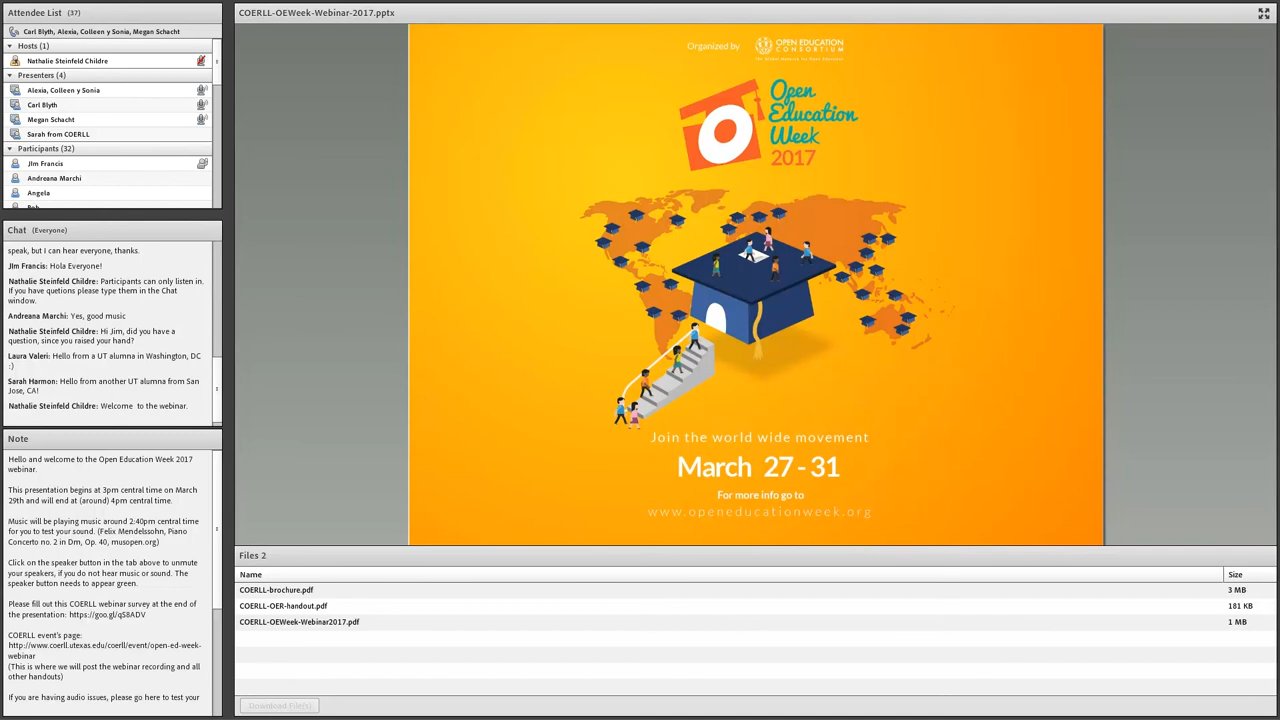 Attendee List (37)
Carl Blyth, Alexia, Colleen y Sonia, Megan Schacht
Hosts (1)
Nathalie Steinfeld Childre
Presenters (4)
Alexia, Colleen y Sonia
Carl Blyth
Megan Schacht
Sarah from COERLL
Participants (32)
JIm Francis
Andreana Marchi
Angela
Chat (Everyone)
speak, but I can hear everyone, thanks.
JIm Francis: Hola Everyone!
Nathalie Steinfeld Childre: Participants can only listen in.
If you have quetions please type them in the Chat
window.
Andreana Marchi: Yes, good music
Nathalie Steinfeld Childre: Hi Jim, did you have a
question, since you raised your hand?
Laura Valeri: Hello from a UT alumna in Washington, DC
:)
Sarah Harmon: Hello from another UT alumna from San
Jose, CA!
Nathalie Steinfeld Childre: Welcome  to the webinar.
Note
Hello and welcome to the Open Education Week 2017
webinar.
This presentation begins at 3pm central time on March
29th and will end at (around) 4pm central time.
Music will be playing music around 2:40pm central time
for you to test your sound. (Felix Mendelssohn, Piano
Concerto no. 2 in Dm, Op. 40, musopen.org)
Click on the speaker button in the tab above to unmute
your speakers, if you do not hear music or sound. The
speaker button needs to appear green.
Please fill out this COERLL webinar survey at the end of
the presentation: https://goo.gl/qS8ADV
COERLL event's page:
http://www.coerll.utexas.edu/coerll/event/open-ed-week-
webinar
(This is where we will post the webinar recording and all
other handouts)
If you are having audio issues, please go here to test your
COERLL-OEWeek-Webinar-2017.pptx
Organized by
OPEN EDUCATION
CONSORTIUM
Open
Education
Week
2017
Join the world wide movement
March 27 - 31
For more info go to
www.openeducationweek.org
Files 2
Name Size
COERLL-brochure.pdf 3 MB
COERLL-OER-handout.pdf 181 KB
COERLL-OEWeek-Webinar2017.pdf 1 MB
Download File(s)